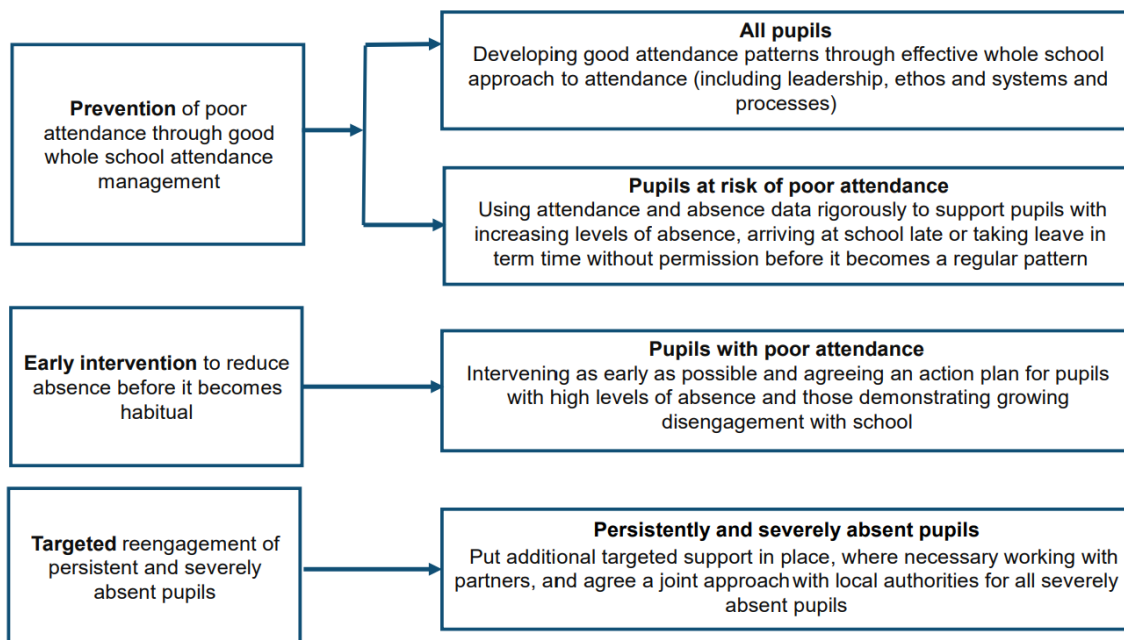 Prevention of poor
attendance through good
whole school attendance
management
All pupils
Developing good attendance patterns through effective whole school
approach to attendance (including leadership, ethos and systems and
processes)
Pupils at risk of poor attendance
Using attendance and absence data rigorously to support pupils with
increasing levels of absence, arriving at school late or taking leave in
term time without permission before it becomes a regular pattern
Early intervention to reduce
absence before it becomes
habitual
Pupils with poor attendance
Intervening as early as possible and agreeing an action plan for pupils
with high levels of absence and those demonstrating growing
disengagement with school
Targeted reengagement of
persistent and severely
absent pupils
Persistently and severely absent pupils
Put additional targeted support in place, where necessary working with
partners, and agree a joint approach with local authorities for all severely
absent pupils